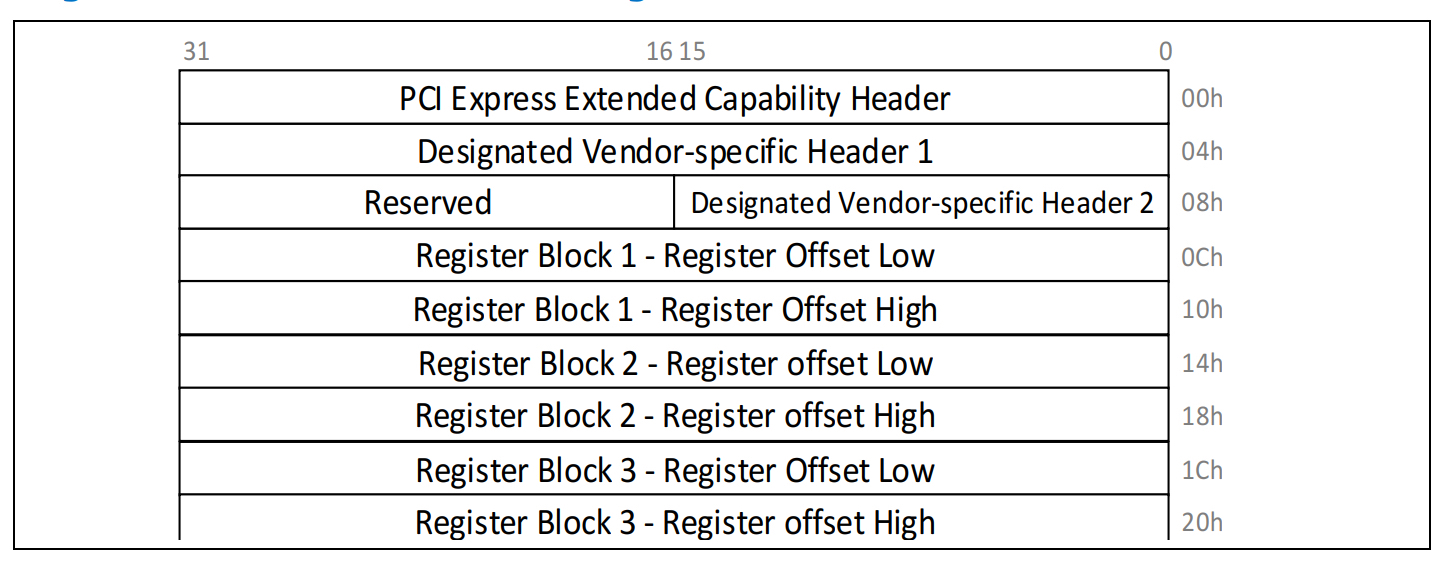 31 16 15 0
PCI Express Extended Capability Header 00h
Designated Vendor-specific Header 1 04h
Reserved Designated Vendor-specific Header 2 08h
Register Block 1 - Register Offset Low 0Ch
Register Block 1 - Register Offset High 10h
Register Block 2 - Register offset Low 14h
Register Block 2 - Register offset High 18h
Register Block 3 - Register Offset Low 1Ch
Register Block 3 - Register offset High 20h